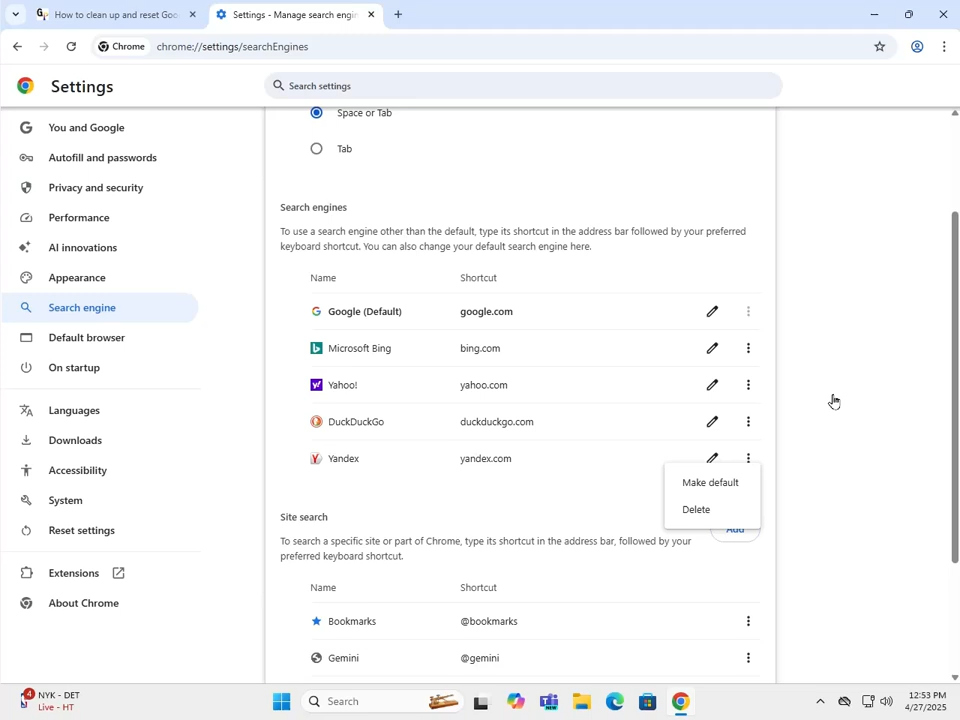 How to clean up and reset Goo
Settings - Manage search engin
Chrome
chrome://settings/searchEngines
Settings
Search settings
You and Google
Autofill and passwords
Privacy and security
Performance
AI innovations
Appearance
Search engine
Default browser
On startup
Languages
Downloads
Accessibility
System
Reset settings
Extensions
About Chrome
Space or Tab
Tab
Search engines
To use a search engine other than the default, type its shortcut in the address bar followed by your preferred
keyboard shortcut. You can also change your default search engine here.
Name Shortcut
Google (Default) google.com
Microsoft Bing bing.com
Yahoo! yahoo.com
DuckDuckGo duckduckgo.com
Yandex yandex.com
Make default
Delete
Site search
Add
To search a specific site or part of Chrome, type its shortcut in the address bar, followed by your
preferred keyboard shortcut.
Name Shortcut
Bookmarks @bookmarks
Gemini @gemini
4
NYK - DET
Live - HT
Search
12:53 PM
4/27/2025